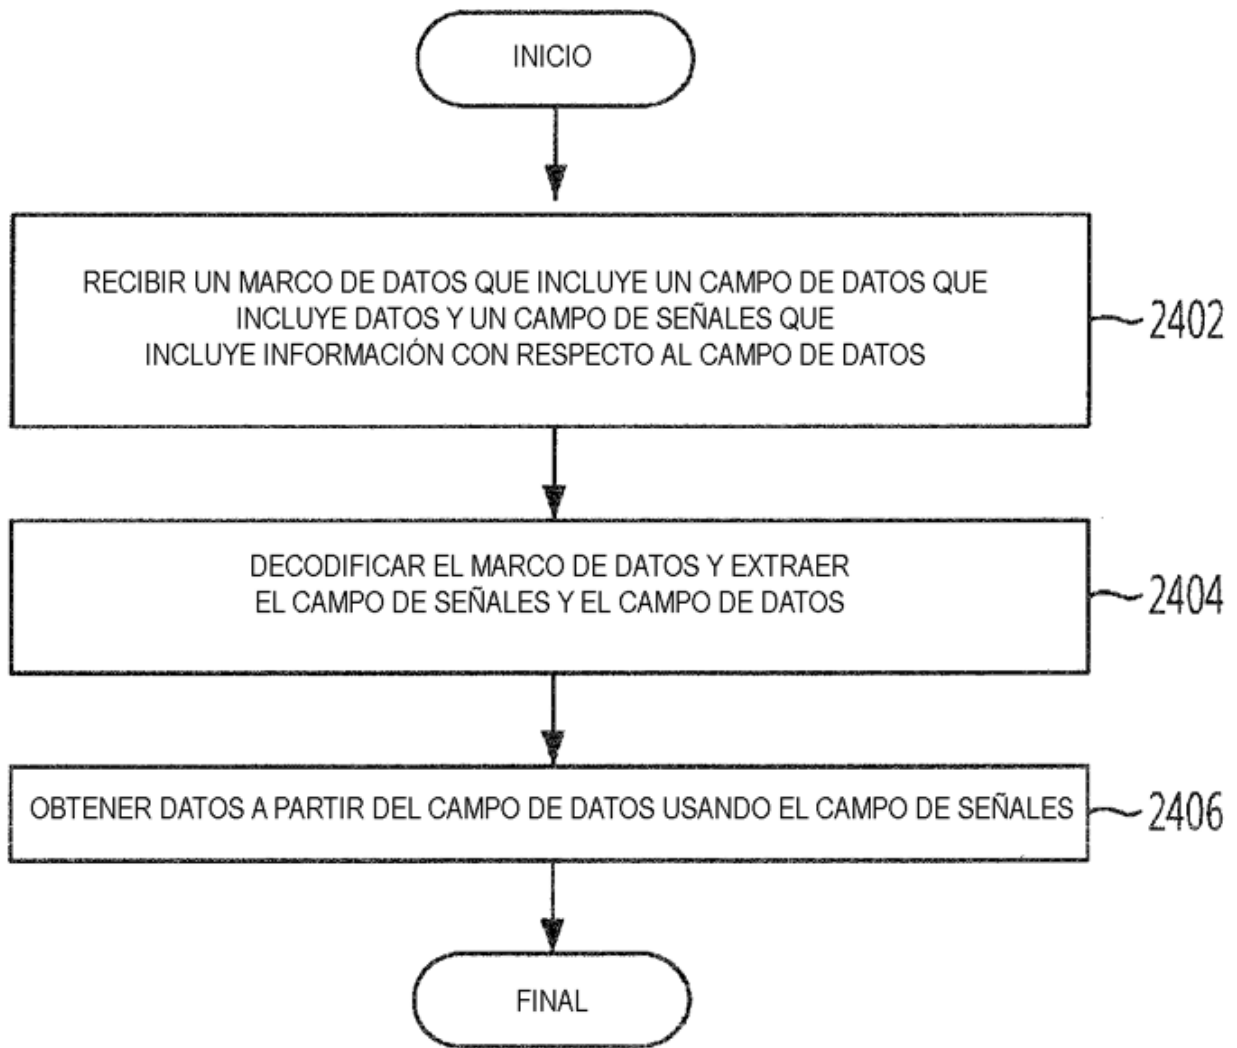 INICIO
RECIBIR UN MARCO DE DATOS QUE INCLUYE UN CAMPO DE DATOS QUE
INCLUYE DATOS Y UN CAMPO DE SEÑALES QUE
INCLUYE INFORMACIÓN CON RESPECTO AL CAMPO DE DATOS
2402
DECODIFICAR EL MARCO DE DATOS Y EXTRAER
EL CAMPO DE SEÑALES Y EL CAMPO DE DATOS
2404
OBTENER DATOS A PARTIR DEL CAMPO DE DATOS USANDO EL CAMPO DE SEÑALES
2406
FINAL